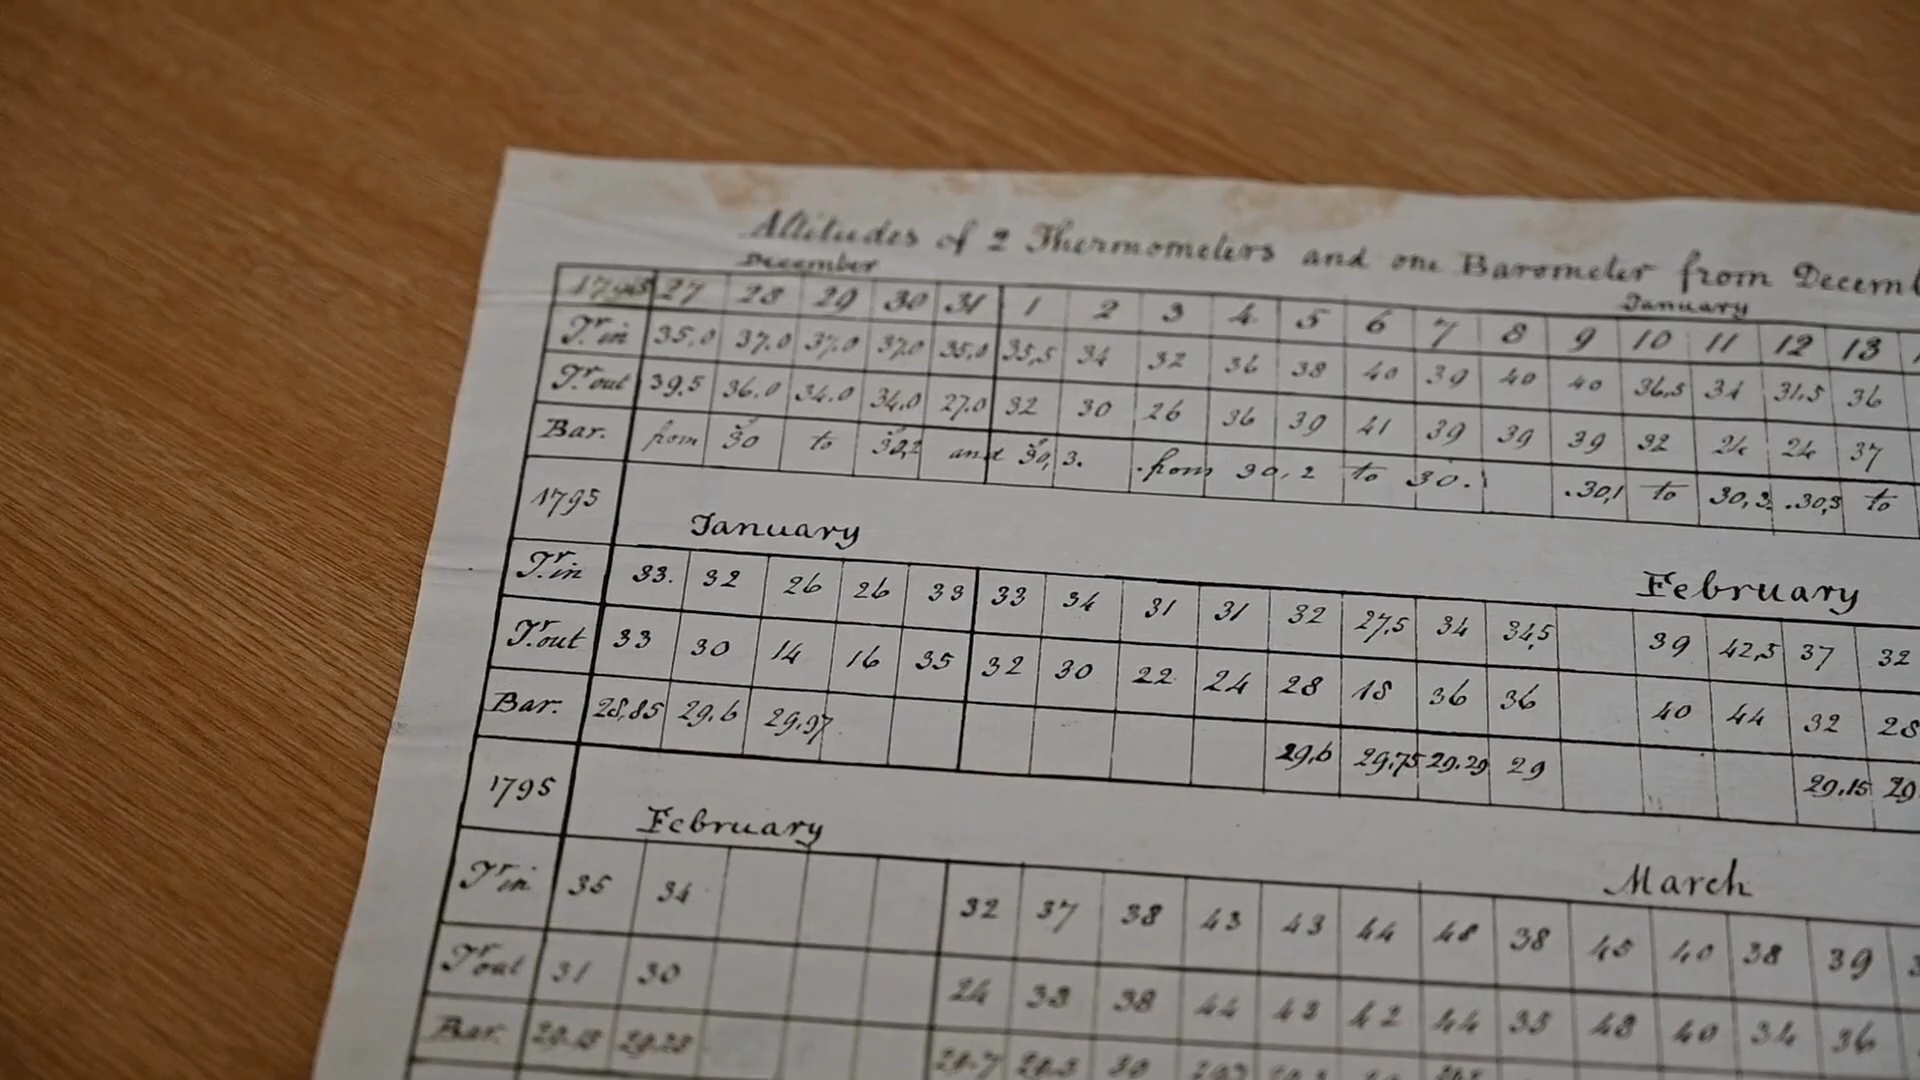 Altitudes of 2 Thermometers and one Barometer from Decemb
December January
27 28 29 30 31 1 2 3 4 5 6 7 8 9 10 11 12 13
Tr. in 35.0 37.0 37.0 37.0 35.0 35,5 34 32 36 38 40 39 40 40 36,5 34 31,5 36
Tr. out 39.5 36.0 34.0 34.0 27.0 32 30 26 36 39 41 39 39 39 32 24 24 37
Bar. from 30 to 30,2 and 30,3. .from 30,2 to 30. .30,1 to 30,3 .30,3 to
1795 January February
Tr. in 33. 32 26 26 33 33 34 31 31 32 27,5 34 34,5 39 42,5 37 32
Tr. out 33 30 14 16 35 32 30 22 24 28 18 36 36 40 44 32 28
Bar. 28,85 29.6 29.97 29,6 29,75 29.29 29 29.15 29
1795 February March
Tr in 35 34 32 37 38 43 43 44 48 38 45 40 38 39
Tr out 31 30 24 33 38 44 43 42 44 35 48 40 34 36
Bar. 30